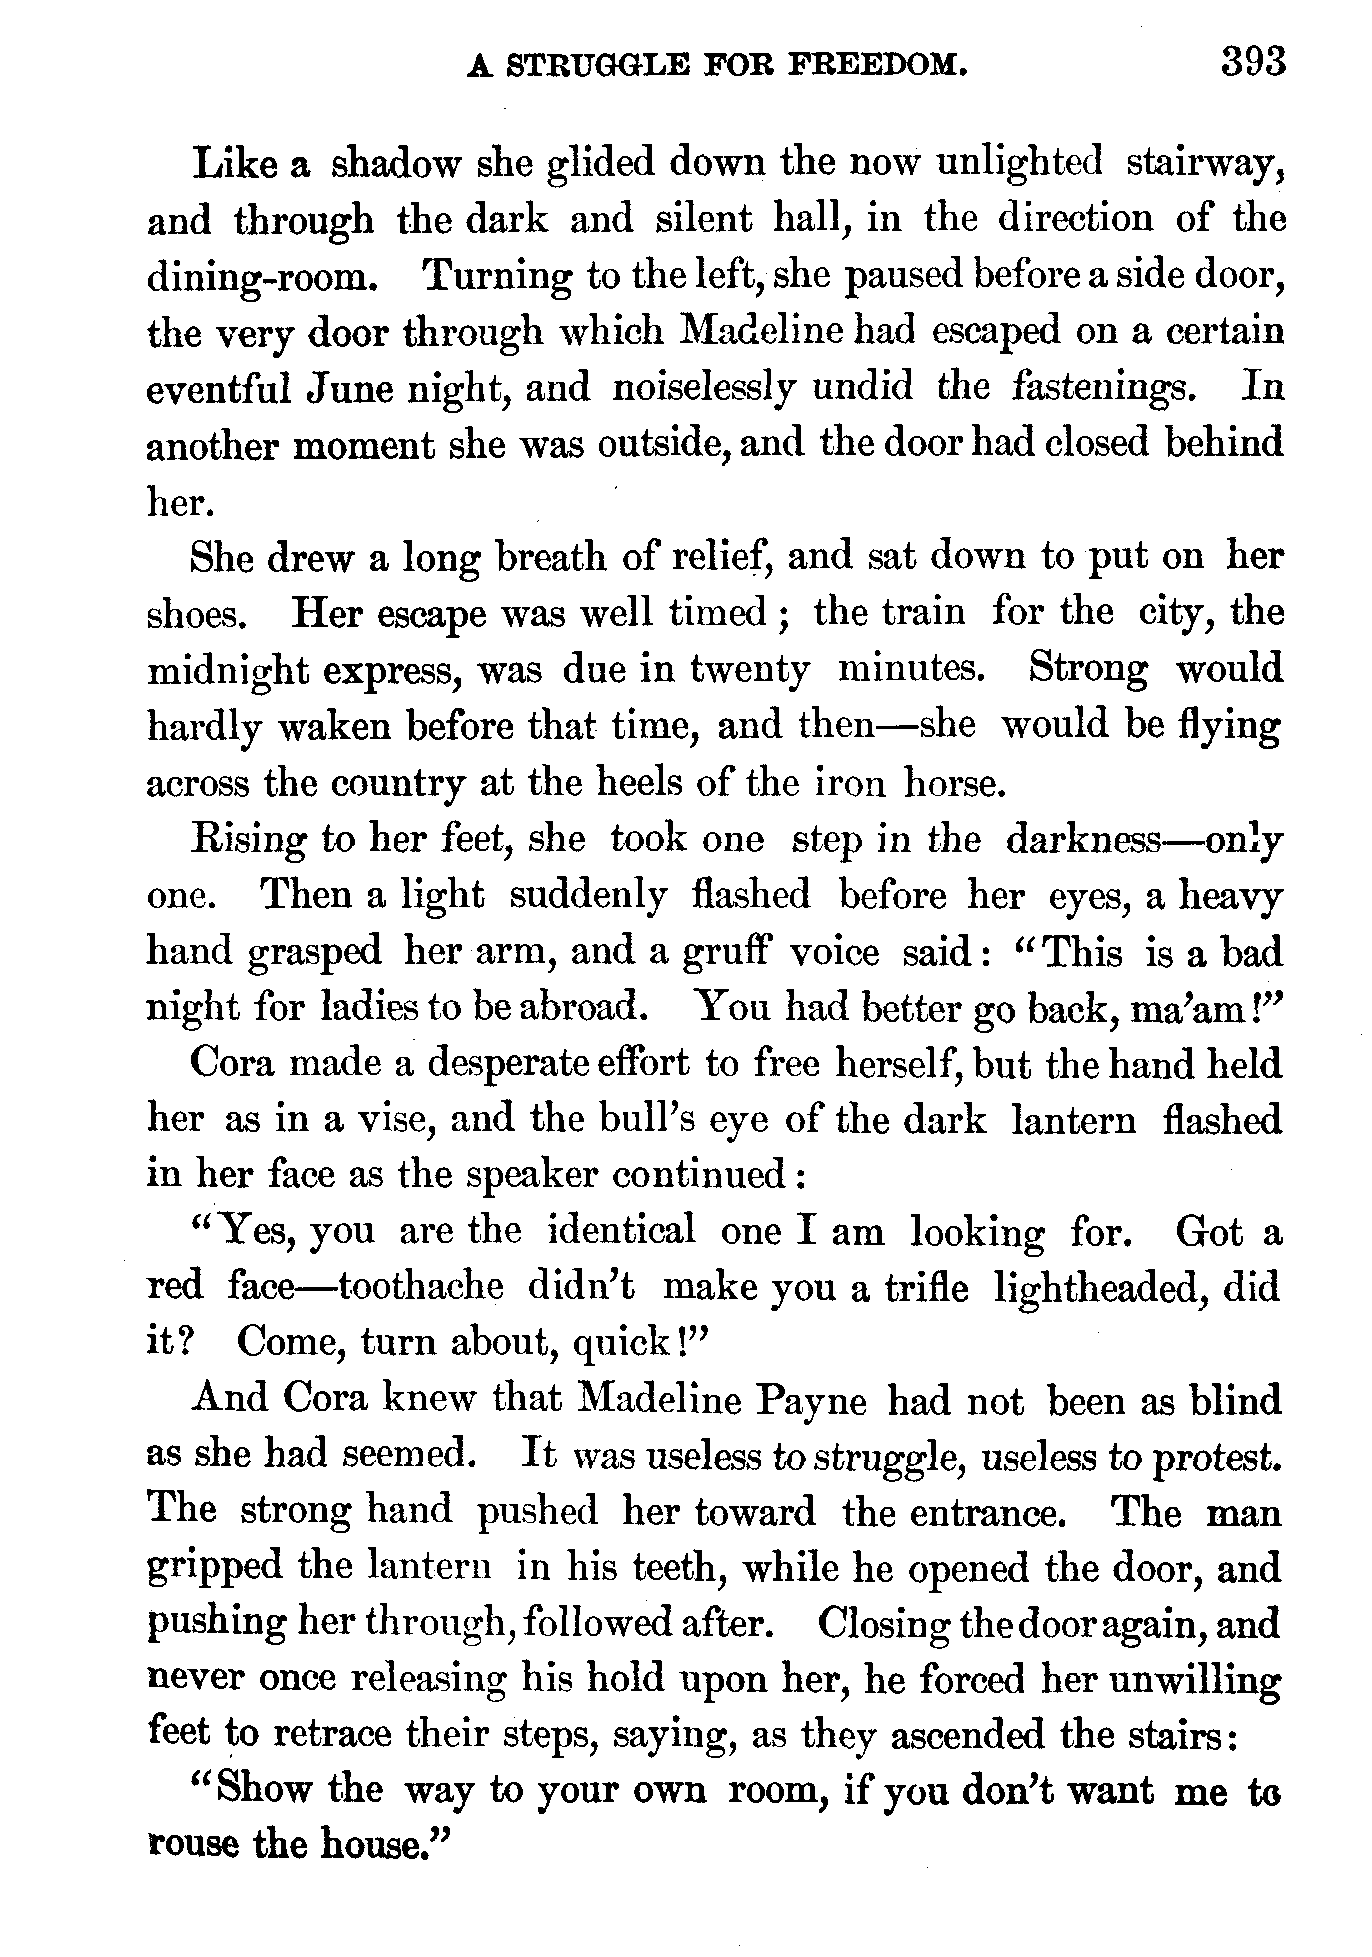 A STRUGGLE FOR FREEDOM. 393
Like a shadow she glided down the now unlighted stairway,
and through the dark and silent hall, in the direction of the
dining-room. Turning to the left, she paused before a side door,
the very door through which Madeline had escaped on a certain
eventful June night, and noiselessly undid the fastenings. In
another moment she was outside, and the door had closed behind
her.
She drew a long breath of relief, and sat down to put on her
shoes. Her escape was well timed; the train for the city, the
midnight express, was due in twenty minutes. Strong would
hardly waken before that time, and then—she would be flying
across the country at the heels of the iron horse.
Rising to her feet, she took one step in the darkness—only
one. Then a light suddenly flashed before her eyes, a heavy
hand grasped her arm, and a gruff voice said: “This is a bad
night for ladies to be abroad. You had better go back, ma’am!”
Cora made a desperate effort to free herself, but the hand held
her as in a vise, and the bull’s eye of the dark lantern flashed
in her face as the speaker continued:
“Yes, you are the identical one I am looking for. Got a
red face—toothache didn’t make you a trifle lightheaded, did
it? Come, turn about, quick!”
And Cora knew that Madeline Payne had not been as blind
as she had seemed. It was useless to struggle, useless to protest.
The strong hand pushed her toward the entrance. The man
gripped the lantern in his teeth, while he opened the door, and
pushing her through, followed after. Closing the door again, and
never once releasing his hold upon her, he forced her unwilling
feet to retrace their steps, saying, as they ascended the stairs:
“Show the way to your own room, if you don’t want me to
rouse the house.”